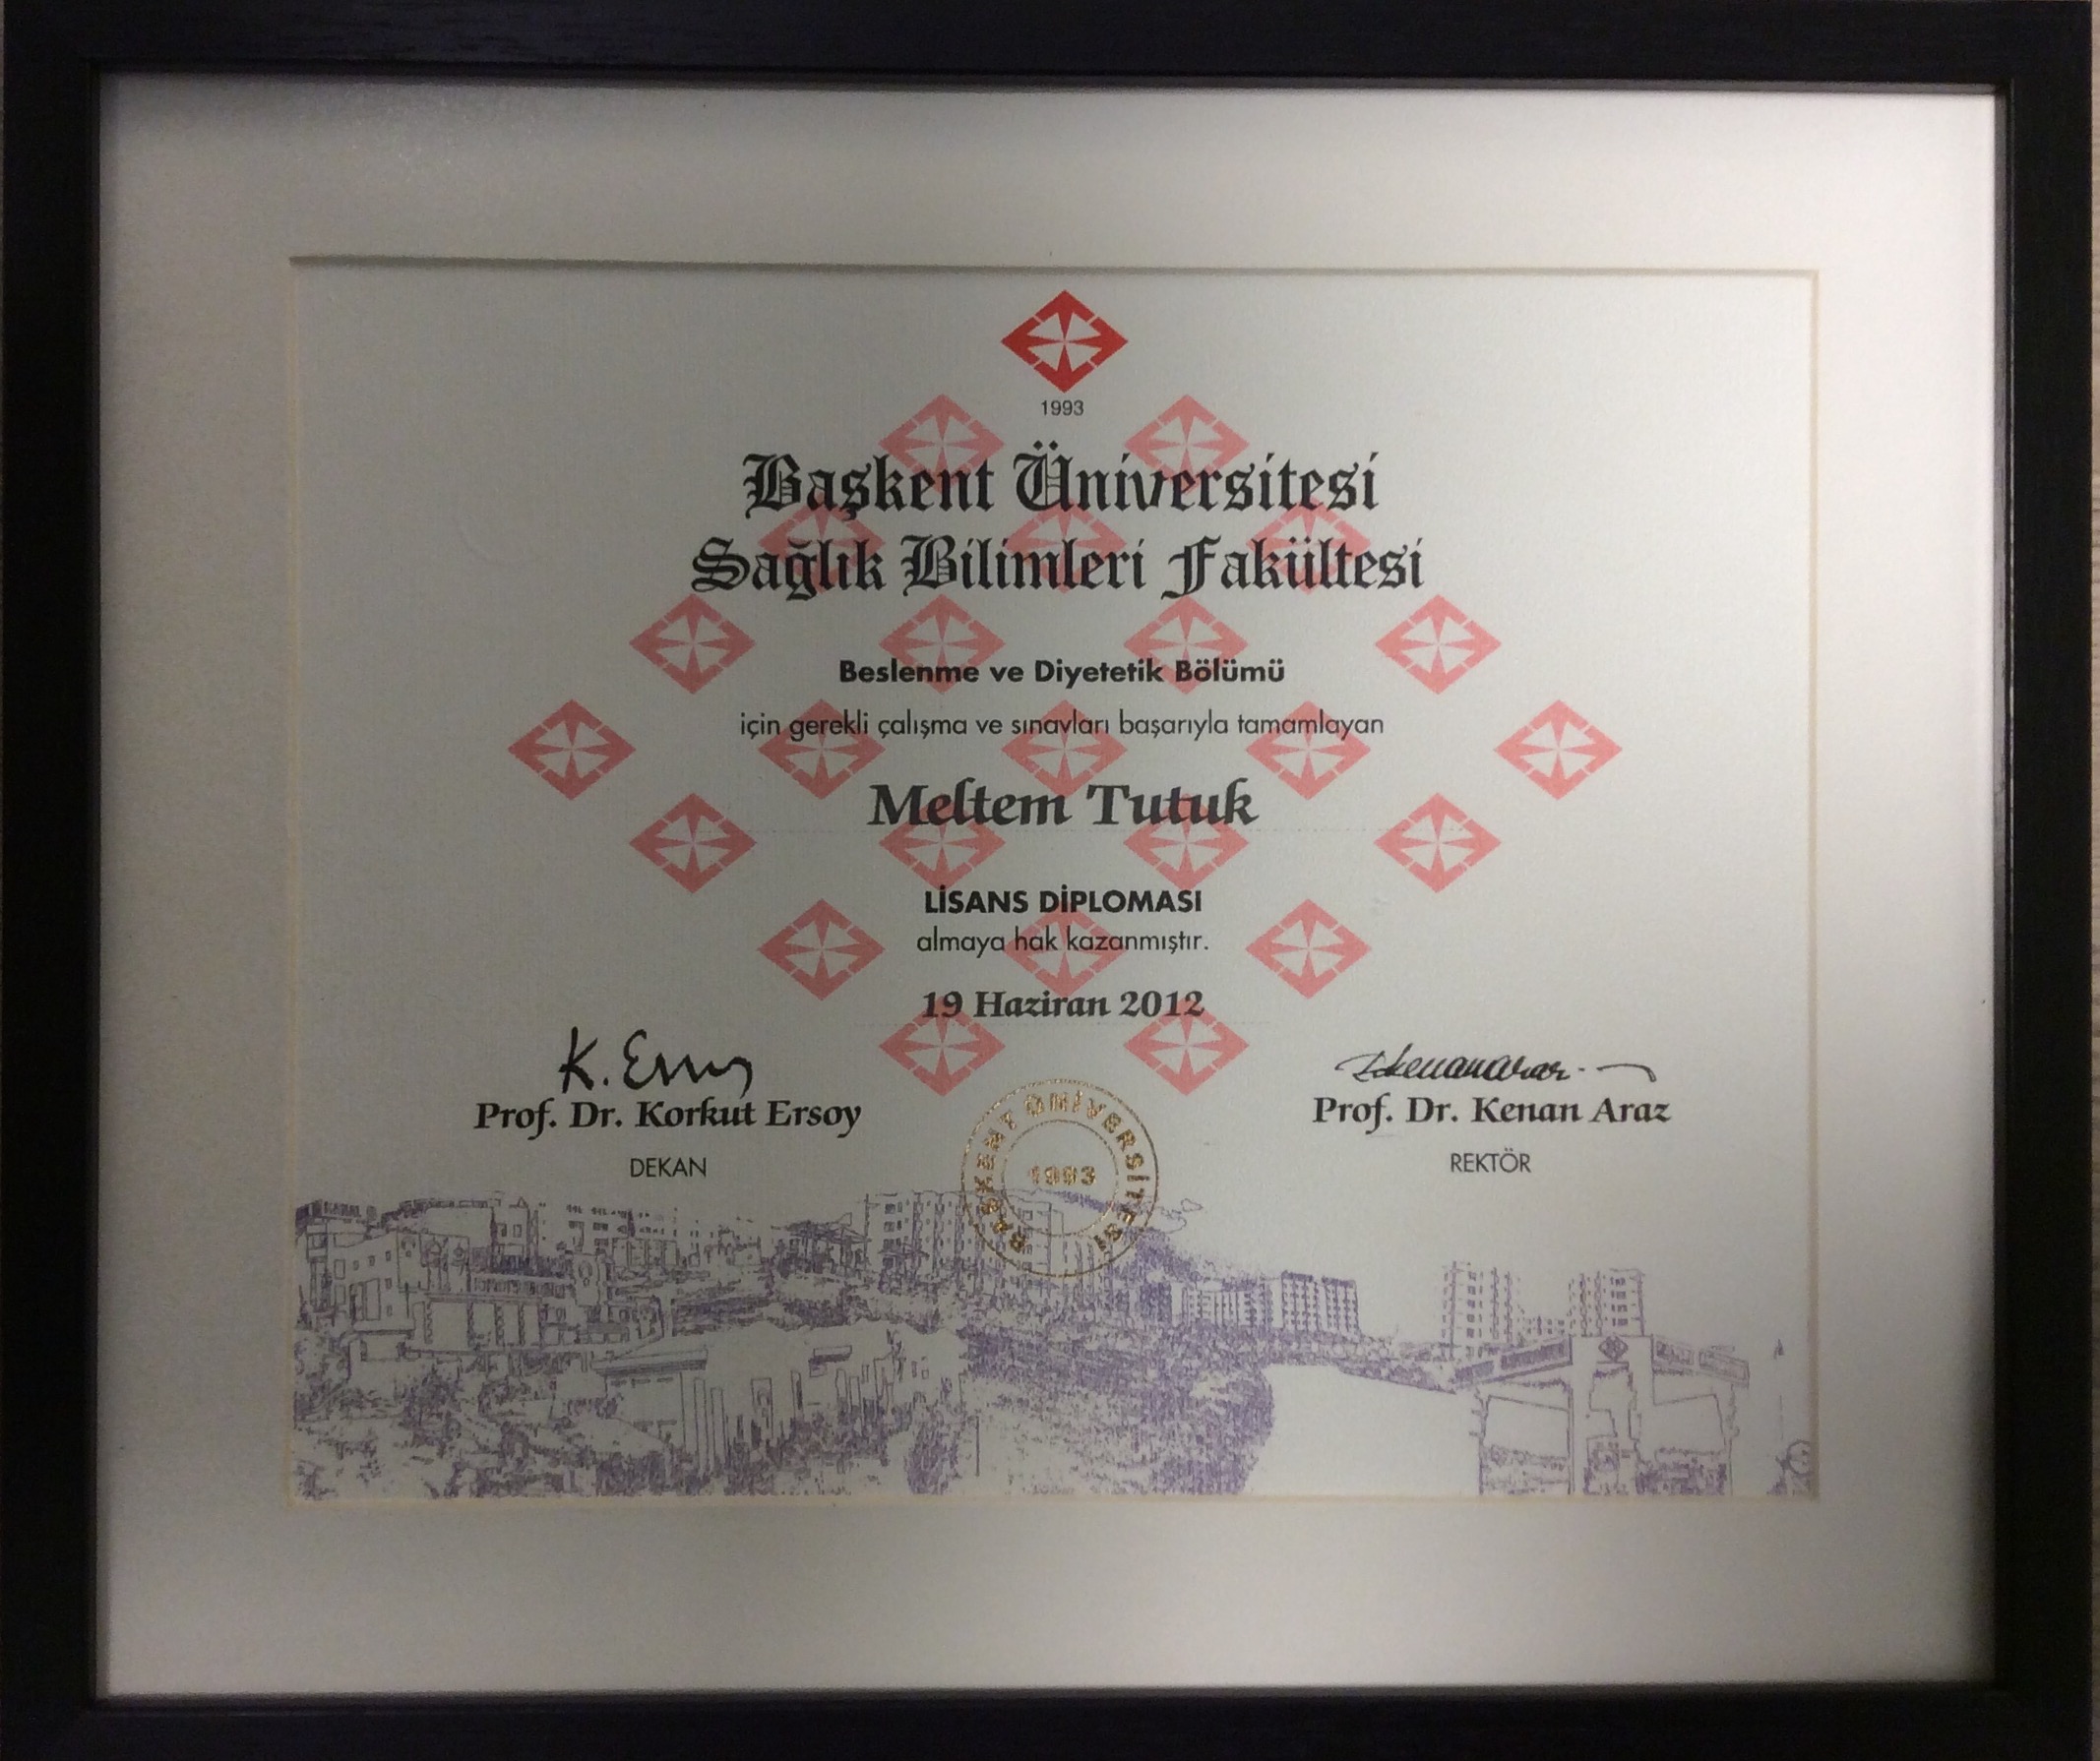 1993
Başkent Üniversitesi
Sağlık Bilimleri Fakültesi
Beslenme ve Diyetetik Bölümü
için gerekli çalışma ve sınavları başarıyla tamamlayan
Meltem Tutuk
LİSANS DİPLOMASI
almaya hak kazanmıştır.
19 Haziran 2012
K. Ersoy
Prof. Dr. Korkut Ersoy
DEKAN
Prof. Dr. Kenan Araz
REKTÖR
BAŞKENT ÜNİVERSİTESİ
1993